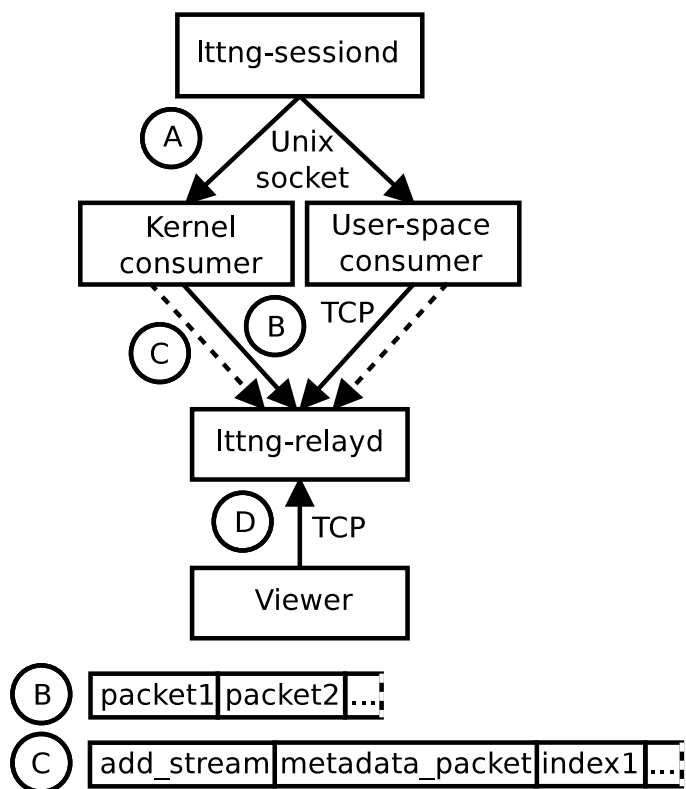 lttng-sessiond
A
Unix
socket
Kernel
consumer
User-space
consumer
B
TCP
C
lttng-relayd
D
TCP
Viewer
B packet1 packet2 ...
C add_stream metadata_packet index1 ...